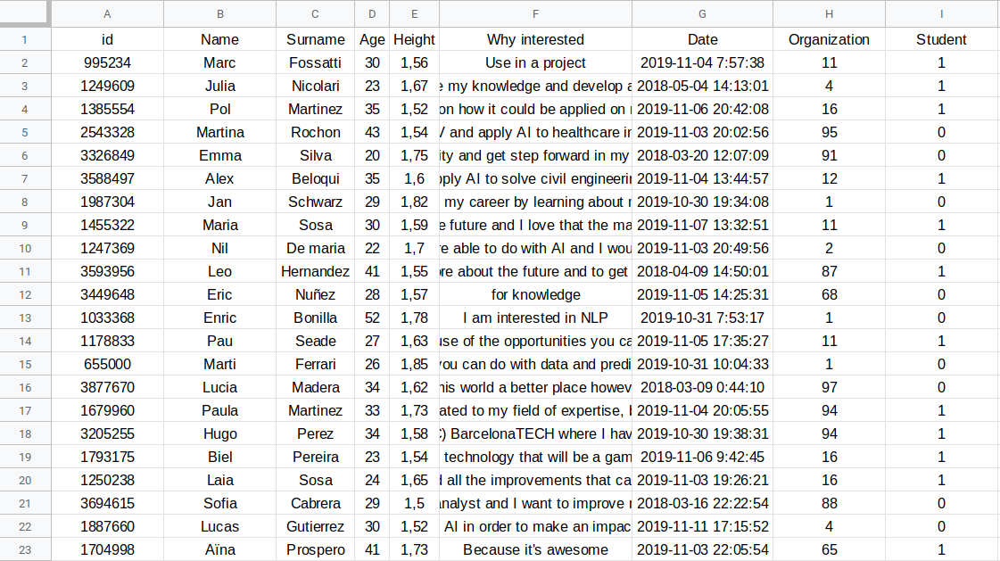 A B C D E F G H I
1 id Name Surname Age Height Why interested Date Organization Student
2 995234 Marc Fossatti 30 1,56 Use in a project 2019-11-04 7:57:38 11 1
3 1249609 Julia Nicolari 23 1,67 my knowledge and develop 2018-05-04 14:13:01 4 1
4 1385554 Pol Martinez 35 1,52 on how it could be applied on 2019-11-06 20:42:08 16 1
5 2543328 Martina Rochon 43 1,54 and apply AI to healthcare 2019-11-03 20:02:56 95 0
6 3326849 Emma Silva 20 1,75 ity and get step forward in my 2018-03-20 12:07:09 91 0
7 3588497 Alex Beloqui 35 1,6 AI to solve civil 2019-11-04 13:44:57 12 1
8 1987304 Jan Schwarz 29 1,82 my career by learning about 2019-10-30 19:34:08 1 0
9 1455322 Maria Sosa 30 1,59 future and I love that the ma 2019-11-07 13:32:51 11 1
10 1247369 Nil De maria 22 1,7 able to do with AI and I wou 2019-11-03 20:49:56 2 0
11 3593956 Leo Hernandez 41 1,55 about the future and to get 2018-04-09 14:50:01 87 1
12 3449648 Eric Nuñez 28 1,57 for knowledge 2019-11-05 14:25:31 68 0
13 1033368 Enric Bonilla 52 1,78 I am interested in NLP 2019-10-31 7:53:17 1 0
14 1178833 Pau Seade 27 1,63 of the opportunities you ca 2019-11-05 17:35:27 11 1
15 655000 Marti Ferrari 26 1,85 you can do with data and predi 2019-10-31 10:04:33 1 0
16 3877670 Lucia Madera 34 1,62 world a better place howev 2018-03-09 0:44:10 97 0
17 1679960 Paula Martinez 33 1,73 ated to my field of expertise, 2019-11-04 20:05:55 94 1
18 3205255 Hugo Perez 34 1,58 BarcelonaTECH where I hav 2019-10-30 19:38:31 94 1
19 1793175 Biel Pereira 23 1,54 technology that will be a gam 2019-11-06 9:42:45 16 1
20 1250238 Laia Sosa 24 1,65 all the improvements that ca 2019-11-03 19:26:21 16 1
21 3694615 Sofia Cabrera 29 1,5 analyst and I want to improve 2018-03-16 22:22:54 88 0
22 1887660 Lucas Gutierrez 30 1,52 AI in order to make an impac 2019-11-11 17:15:52 4 0
23 1704998 Aïna Prospero 41 1,73 Because it's awesome 2019-11-03 22:05:54 65 1